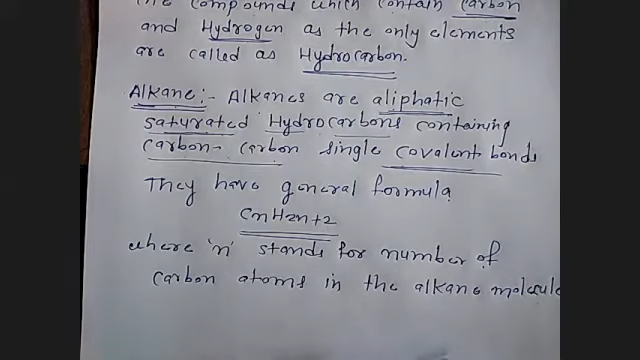 The compounds which contain carbon
and Hydrogen as the only elements
are called as Hydrocarbon.
Alkane:- Alkanes are aliphatic
saturated Hydrocarbons containing
carbon-carbon single covalent bonds
They have general formula
CnH2n+2
where 'n' stands for number of
carbon atoms in the alkane molecule